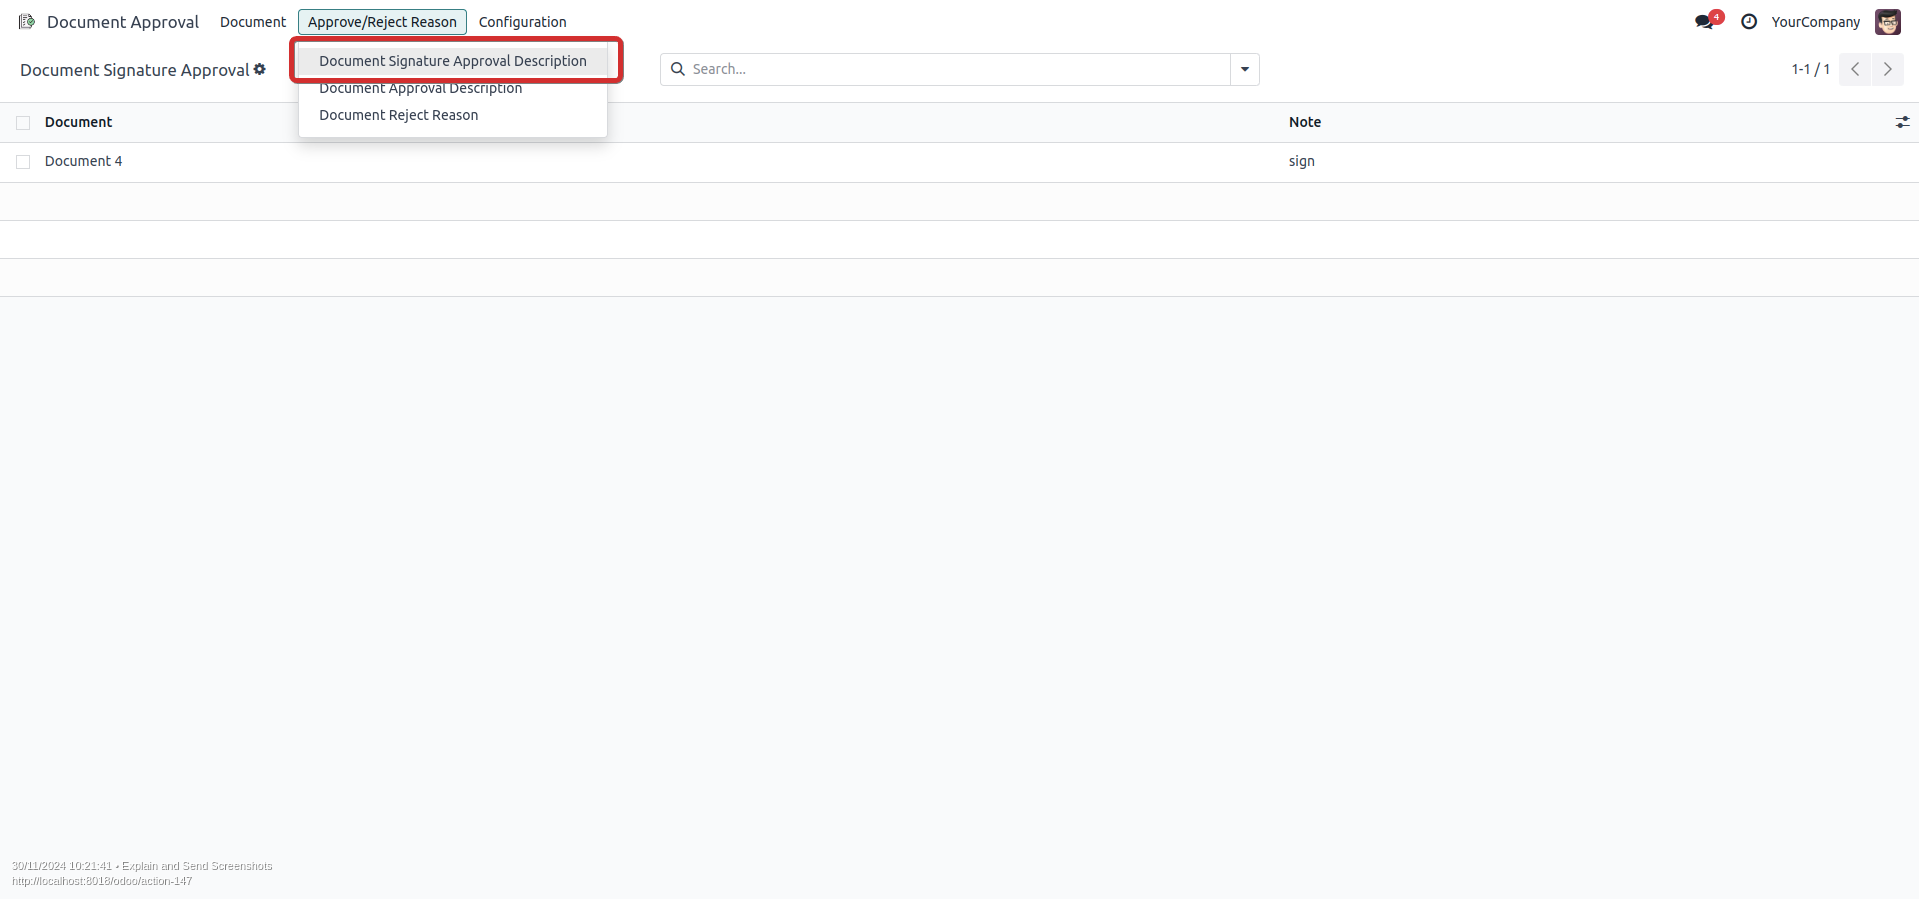 Document Approval Document Approve/Reject Reason Configuration 4 YourCompany
Document Signature Approval
Document Signature Approval Description
Document Approval Description
Document Reject Reason
Search...
1-1 / 1
Document Note
Document 4 sign
30/11/2024 10:21:41 • Explain and Send Screenshots
http://localhost:8018/odoo/action-147